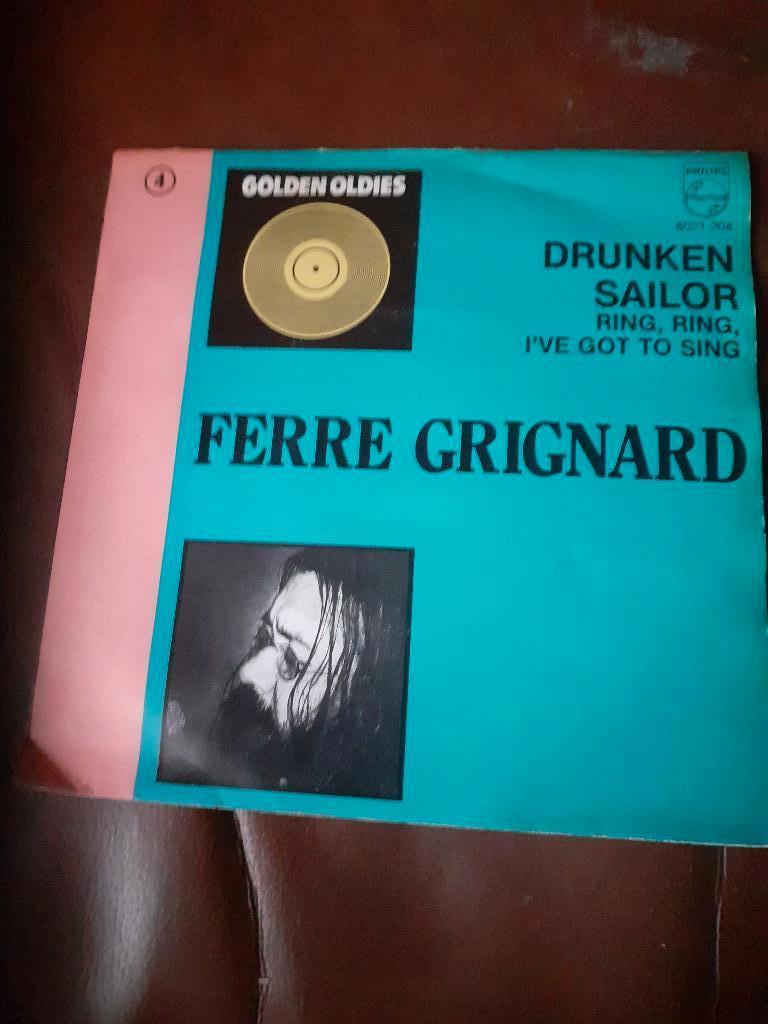 4
GOLDEN OLDIES
PHILIPS
6021-204
DRUNKEN
SAILOR
RING, RING,
I'VE GOT TO SING
FERRE GRIGNARD